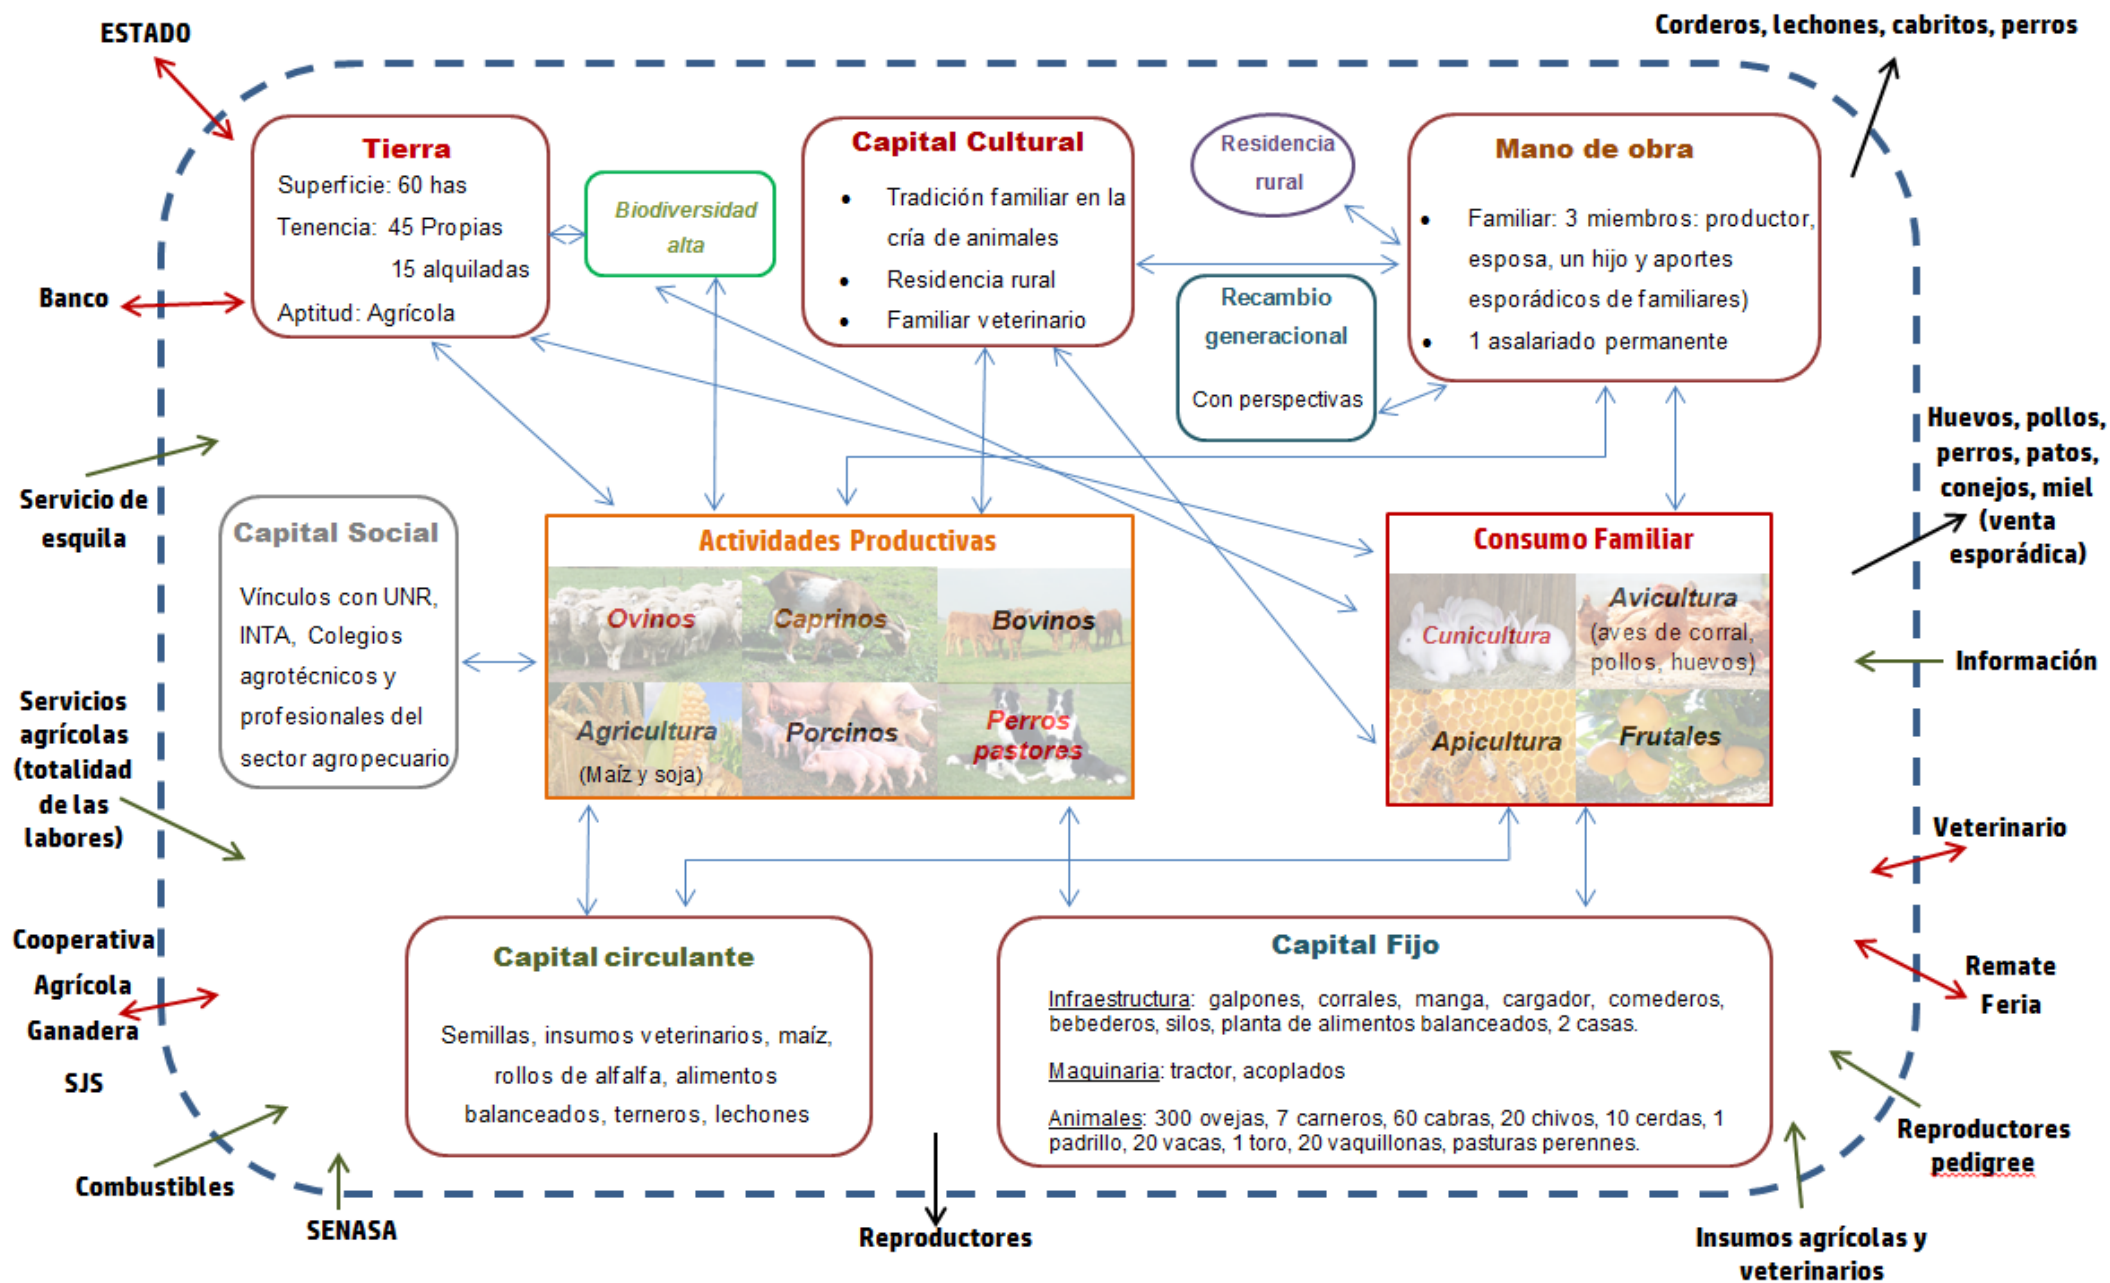 ESTADO
Corderos, lechones, cabritos, perros
Tierra
Superficie: 60 has
Tenencia: 45 Propias
15 alquiladas
Aptitud: Agrícola
Biodiversidad
alta
Capital Cultural
• Tradición familiar en la
cría de animales
• Residencia rural
• Familiar veterinario
Residencia
rural
Recambio
generacional
Con perspectivas
Mano de obra
• Familiar: 3 miembros: productor,
esposa, un hijo y aportes
esporádicos de familiares)
• 1 asalariado permanente
Banco
Servicio de
esquila
Servicios
agrícolas
(totalidad
de las
labores)
Cooperativa
Agrícola
Ganadera
SJS
Combustibles
SENASA
Capital Social
Vínculos con UNR,
INTA, Colegios
agrotécnicos y
profesionales del
sector agropecuario
Actividades Productivas
Ovinos
Caprinos
Bovinos
Agricultura
(Maíz y soja)
Porcinos
Perros
pastores
Consumo Familiar
Cunicultura
Avicultura
(aves de corral,
pollos, huevos)
Apicultura
Frutales
Huevos, pollos,
perros, patos,
conejos, miel
(venta
esporádica)
Información
Veterinario
Remate
Feria
Reproductores
pedigree
Insumos agrícolas y
veterinarios
Capital circulante
Semillas, insumos veterinarios, maíz,
rollos de alfalfa, alimentos
balanceados, terneros, lechones
Capital Fijo
Infraestructura: galpones, corrales, manga, cargador, comederos,
bebederos, silos, planta de alimentos balanceados, 2 casas.
Maquinaria: tractor, acoplados
Animales: 300 ovejas, 7 carneros, 60 cabras, 20 chivos, 10 cerdas, 1
padrillo, 20 vacas, 1 toro, 20 vaquillonas, pasturas perennes.
Reproductores